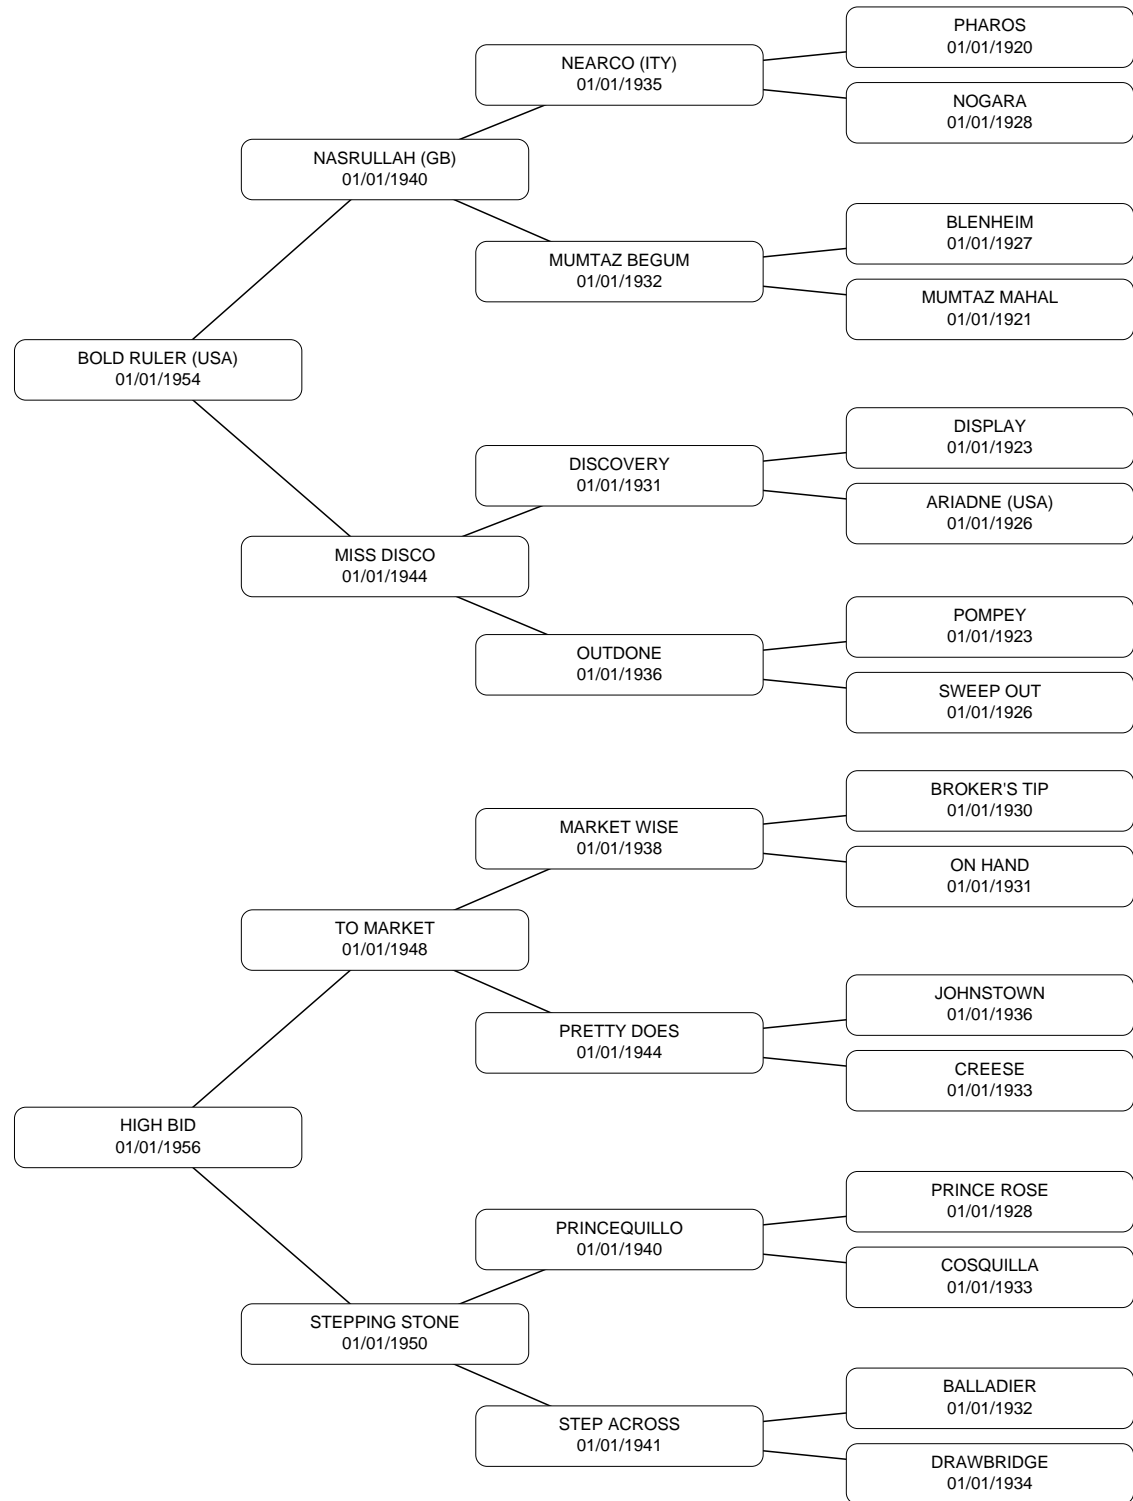 PHAROS
01/01/1920
NEARCO (ITY)
01/01/1935
NOGARA
01/01/1928
NASRULLAH (GB)
01/01/1940
BLENHEIM
01/01/1927
MUMTAZ BEGUM
01/01/1932
MUMTAZ MAHAL
01/01/1921
BOLD RULER (USA)
01/01/1954
DISPLAY
01/01/1923
DISCOVERY
01/01/1931
ARIADNE (USA)
01/01/1926
MISS DISCO
01/01/1944
POMPEY
01/01/1923
OUTDONE
01/01/1936
SWEEP OUT
01/01/1926
BROKER'S TIP
01/01/1930
MARKET WISE
01/01/1938
ON HAND
01/01/1931
TO MARKET
01/01/1948
JOHNSTOWN
01/01/1936
PRETTY DOES
01/01/1944
CREESE
01/01/1933
HIGH BID
01/01/1956
PRINCE ROSE
01/01/1928
PRINCEQUILLO
01/01/1940
COSQUILLA
01/01/1933
STEPPING STONE
01/01/1950
BALLADIER
01/01/1932
STEP ACROSS
01/01/1941
DRAWBRIDGE
01/01/1934